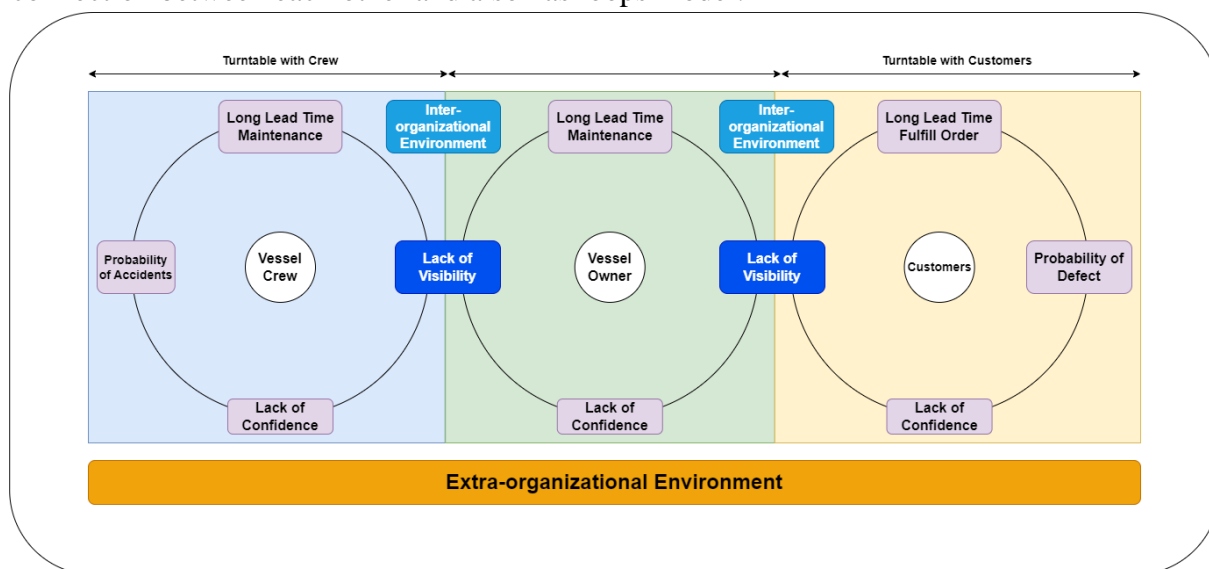 Turntable with Crew
Turntable with Customers
Long Lead Time
Maintenance
Inter-
organizational
Environment
Long Lead Time
Maintenance
Inter-
organizational
Environment
Long Lead Time
Fulfill Order
Probability
of Accidents
Vessel
Crew
Lack of
Visibility
Vessel
Owner
Lack of
Visibility
Customers
Probability of
Defect
Lack of
Confidence
Lack of
Confidence
Lack of
Confidence
Extra-organizational Environment